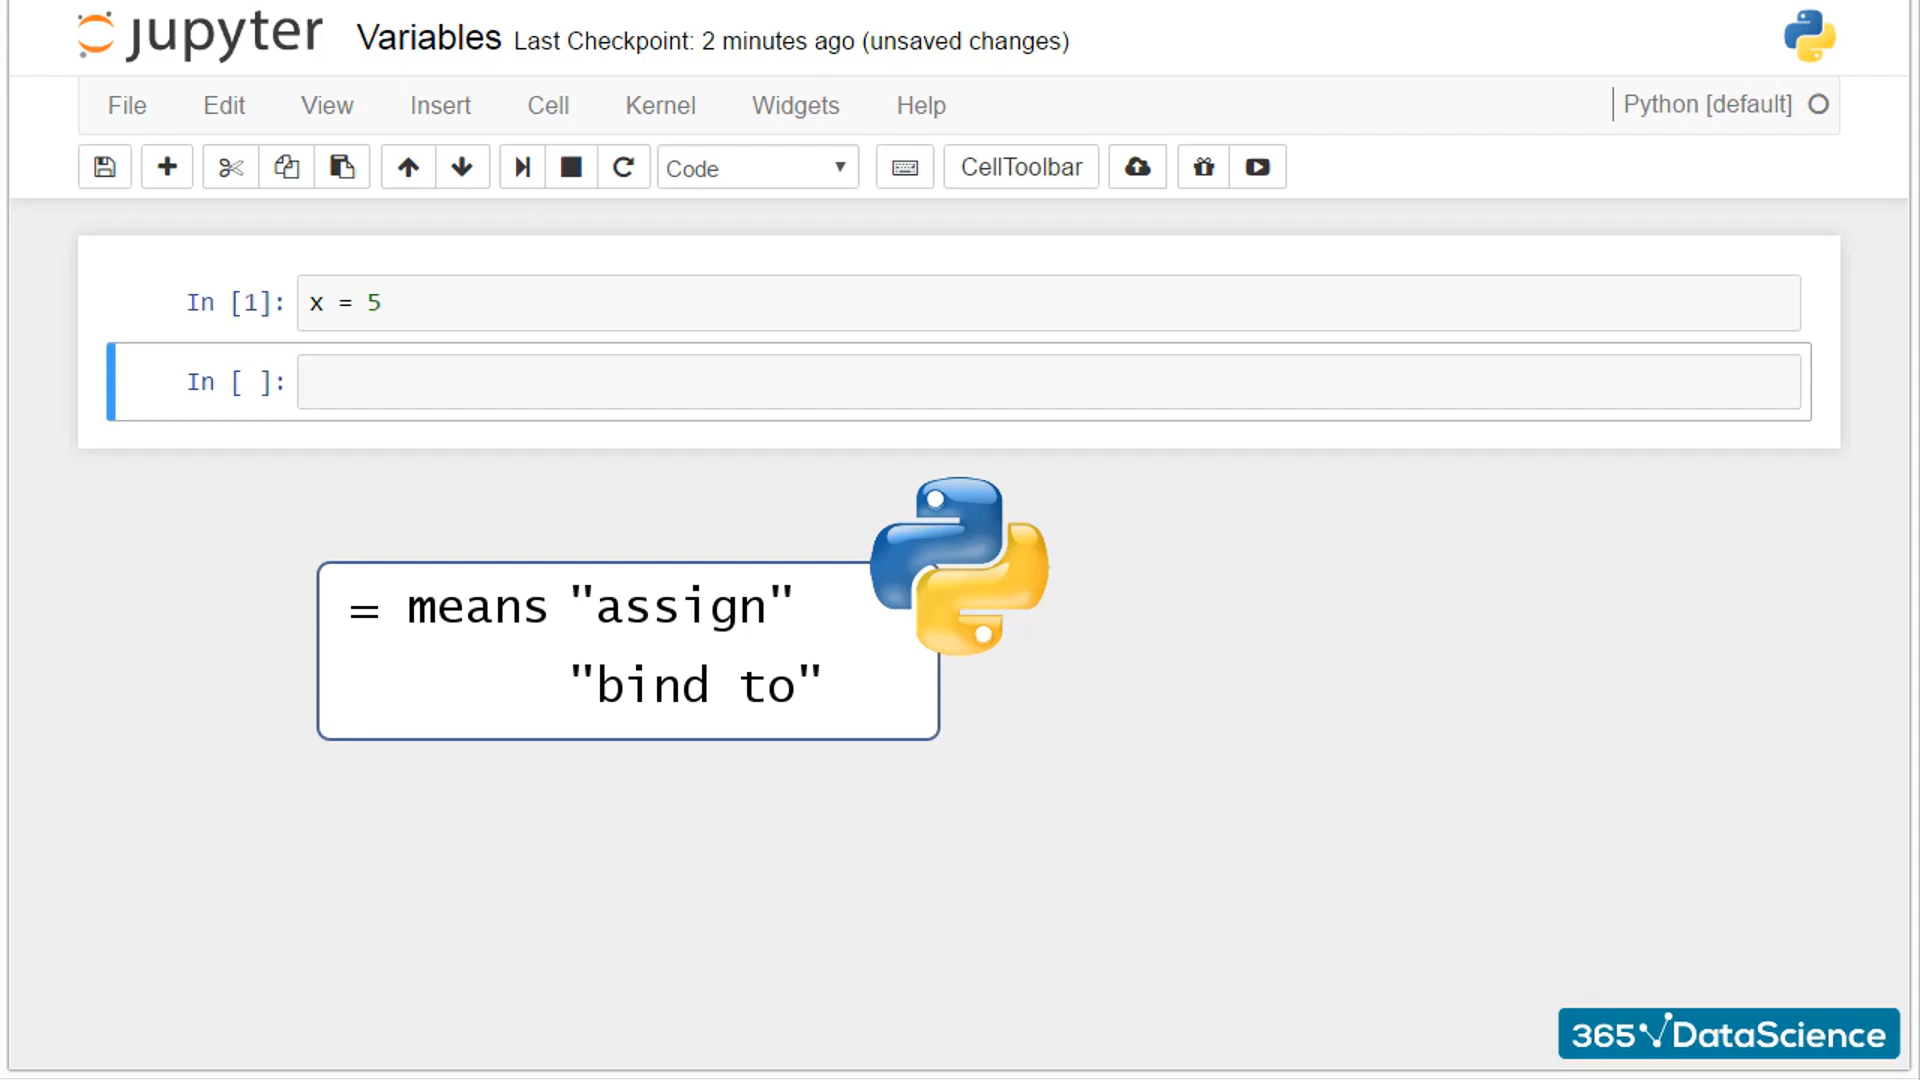 jupyter Variables Last Checkpoint: 2 minutes ago (unsaved changes)
File Edit View Insert Cell Kernel Widgets Help Python [default]
Code CellToolbar
In [1]: x = 5
In [ ]:
= means "assign"
"bind to"
365 DataScience